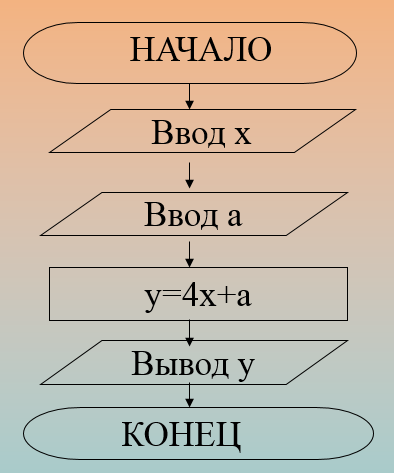 НАЧАЛО
Ввод х
Ввод а
у=4х+а
Вывод у
КОНЕЦ